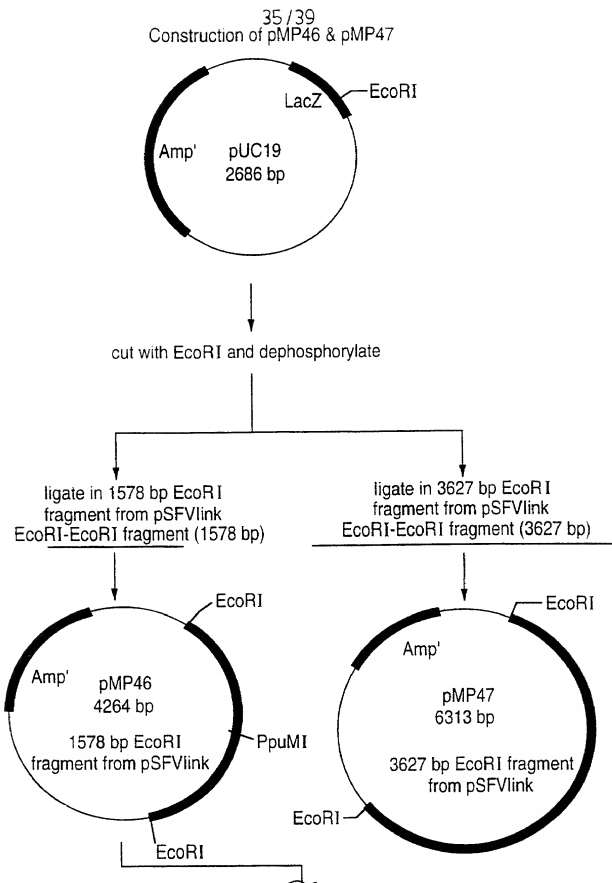 35/39
Construction of pMP46 & pMP47
EcoRI
LacZ
Amp'
pUC19
2686 bp
cut with EcoRI and dephosphorylate
ligate in 1578 bp EcoRI
fragment from pSFVlink
EcoRI-EcoRI fragment (1578 bp)
ligate in 3627 bp EcoRI
fragment from pSFVlink
EcoRI-EcoRI fragment (3627 bp)
EcoRI
Amp'
pMP46
4264 bp
PpuMI
1578 bp EcoRI
fragment from pSFVlink
EcoRI
EcoRI
Amp'
pMP47
6313 bp
3627 bp EcoRI fragment
from pSFVlink
EcoRI